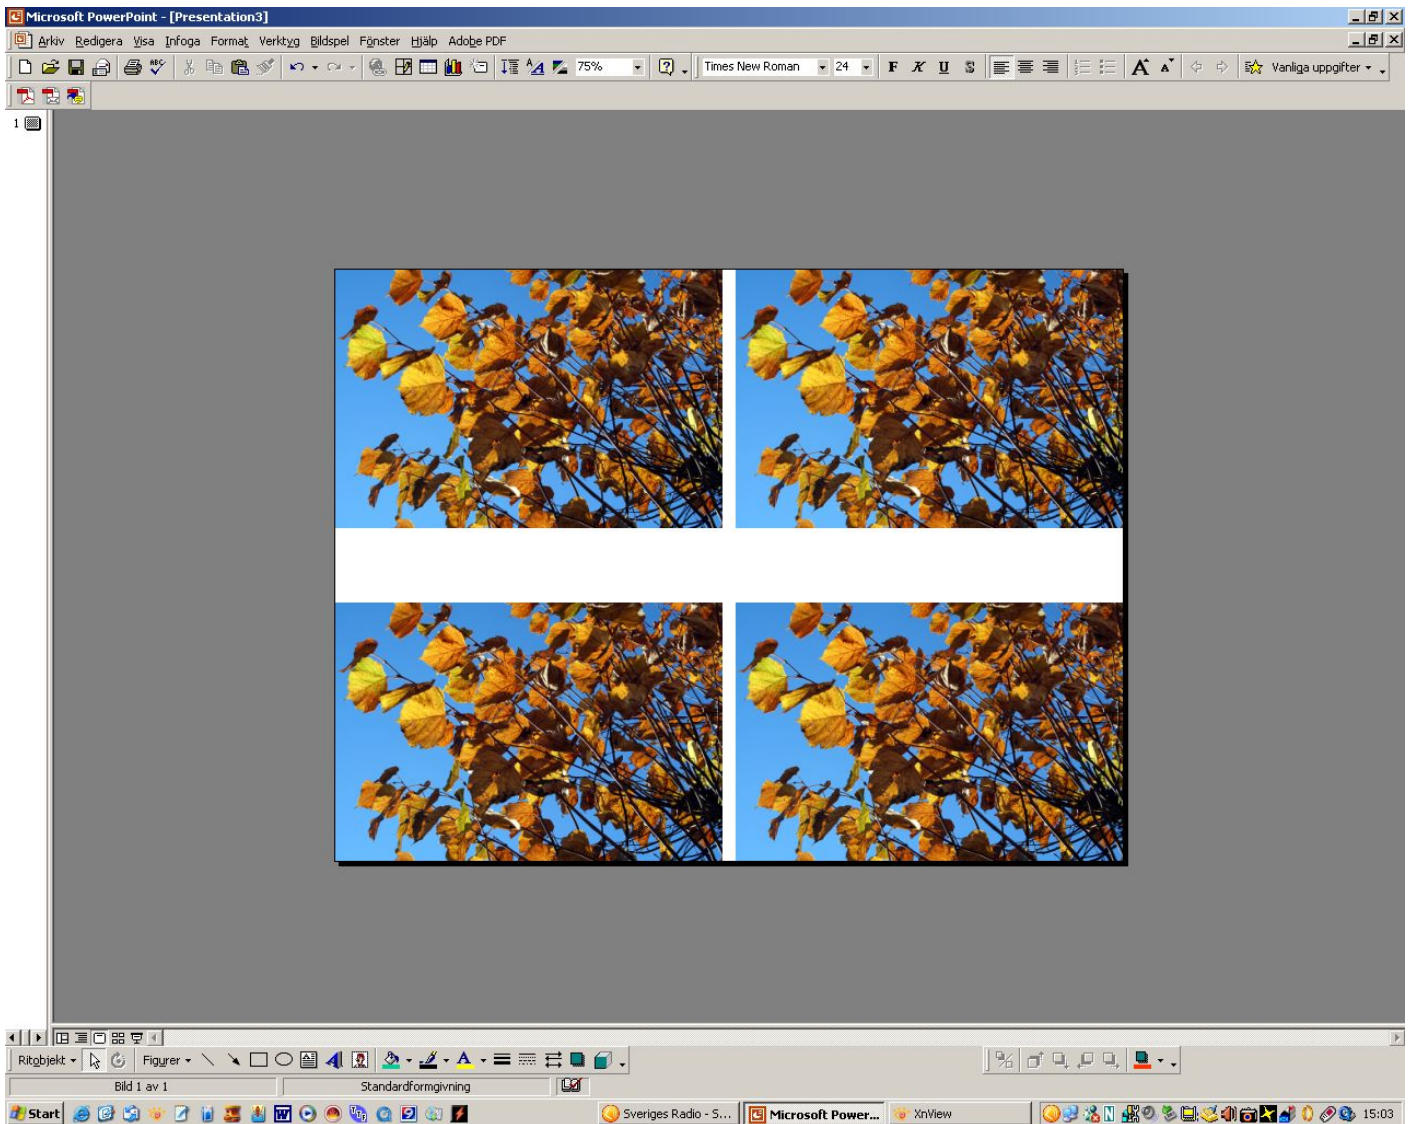 Microsoft PowerPoint - [Presentation3]
Arkiv Redigera Visa Infoga Format Verktyg Bildspel Fönster Hjälp Adobe PDF
75% Times New Roman 24 F K U S A A Vanliga uppgifter
1
Ritobjekt Figurer
Bild 1 av 1 Standardformgivning
Start Sveriges Radio - S... Microsoft Power... XnView 15:03